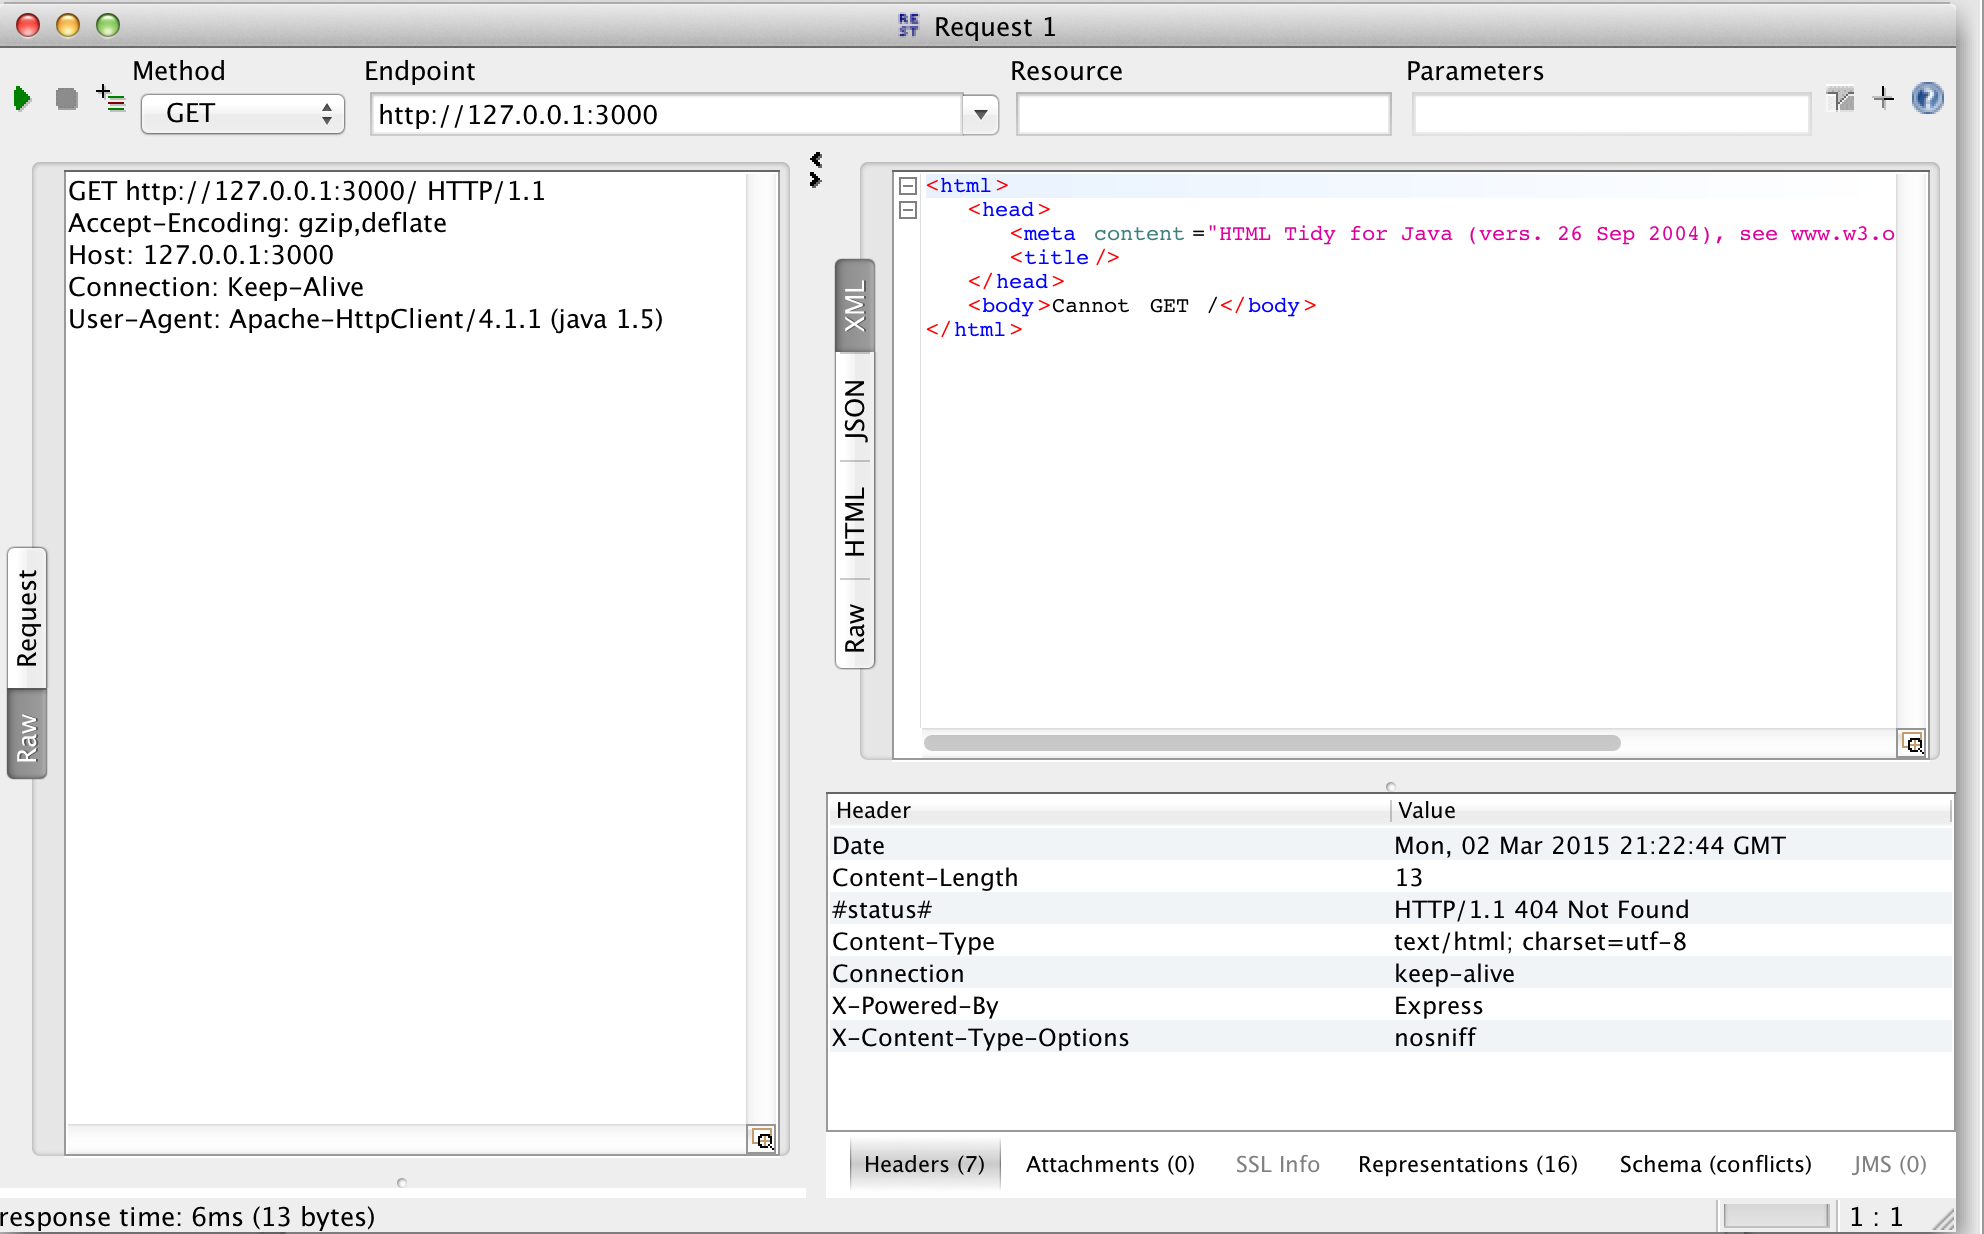 RE
ST
Request 1
Method
Endpoint
Resource
Parameters
GET
http://127.0.0.1:3000
GET http://127.0.0.1:3000/ HTTP/1.1
Accept-Encoding: gzip,deflate
Host: 127.0.0.1:3000
Connection: Keep-Alive
User-Agent: Apache-HttpClient/4.1.1 (java 1.5)
Request
Raw
XML
JSON
HTML
Raw
<html>
<head>
<meta content="HTML Tidy for Java (vers. 26 Sep 2004), see www.w3.o
<title/>
</head>
<body>Cannot GET /</body>
</html>
Header Value
Date Mon, 02 Mar 2015 21:22:44 GMT
Content-Length 13
#status# HTTP/1.1 404 Not Found
Content-Type text/html; charset=utf-8
Connection keep-alive
X-Powered-By Express
X-Content-Type-Options nosniff
Headers (7) Attachments (0) SSL Info Representations (16) Schema (conflicts) JMS (0)
response time: 6ms (13 bytes)
1 : 1